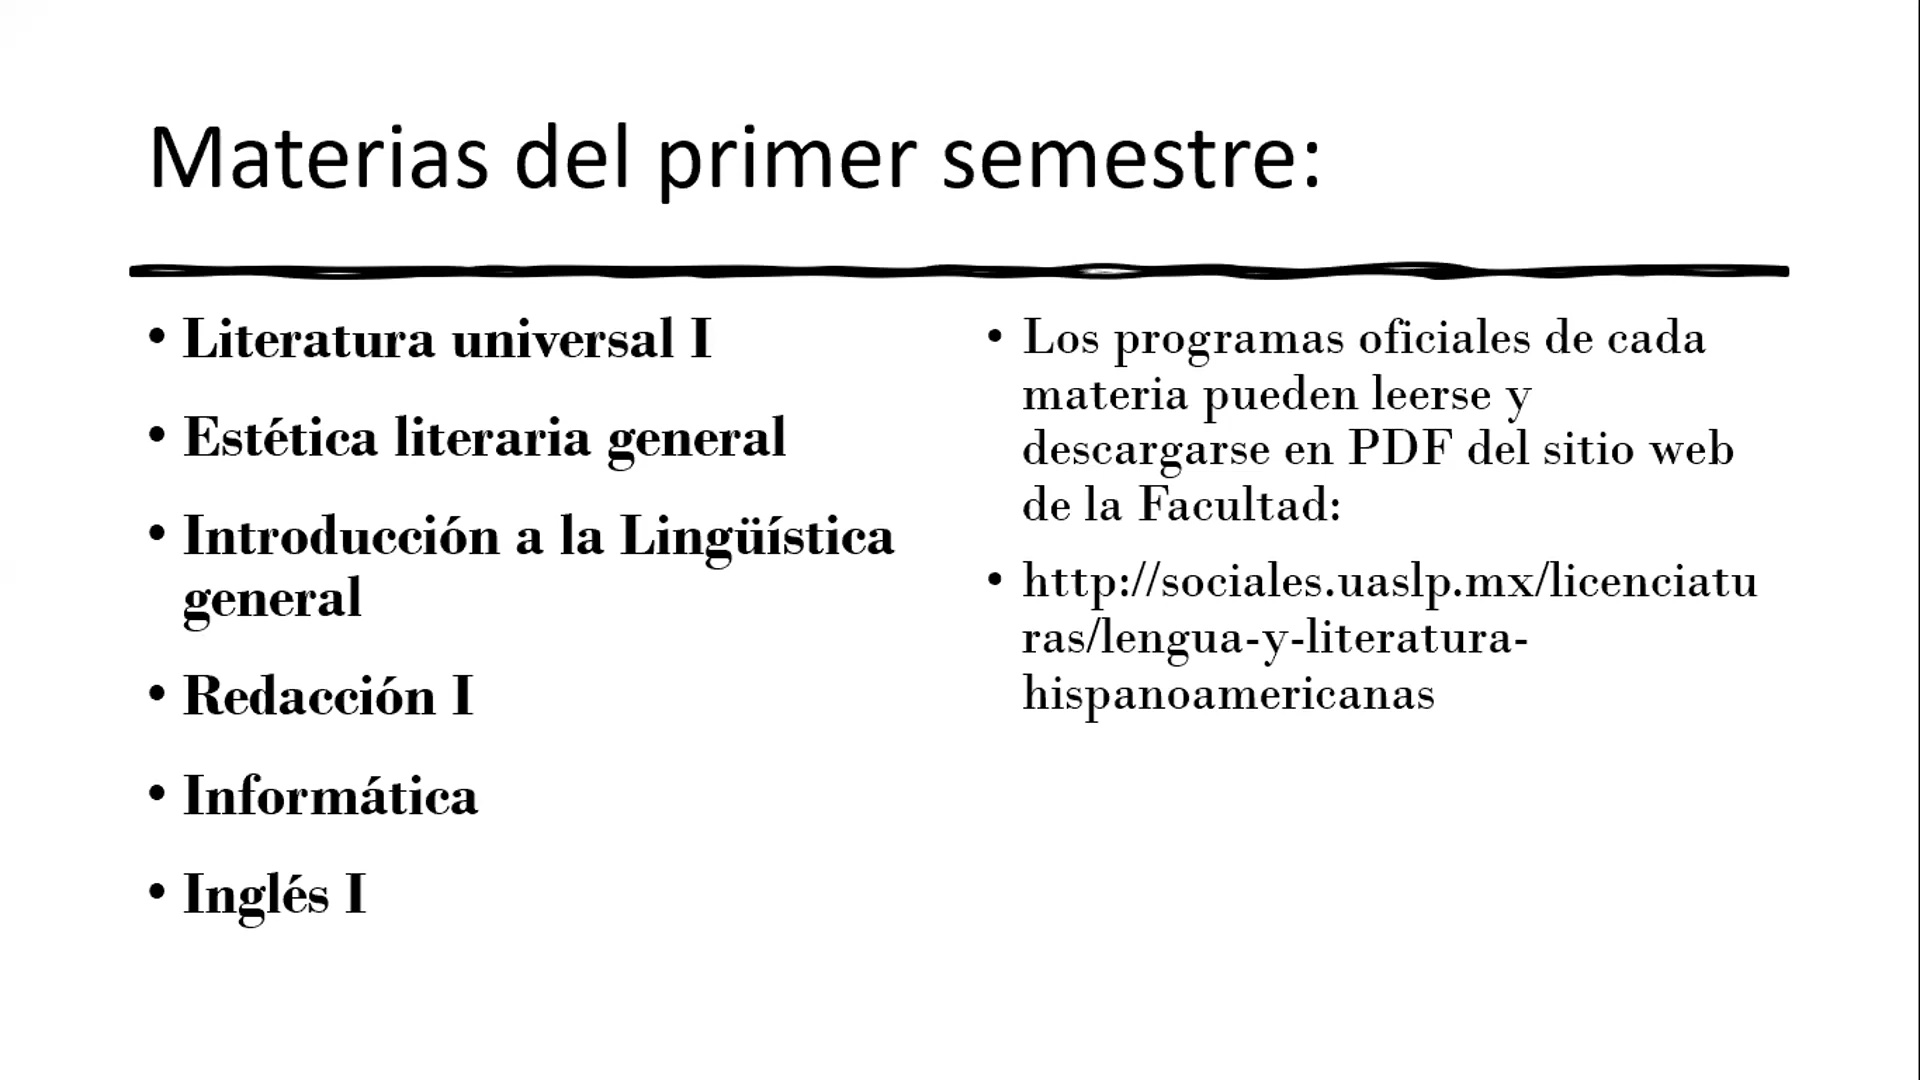 Materias del primer semestre:
• Literatura universal I
• Estética literaria general
• Introducción a la Lingüística
general
• Redacción I
• Informática
• Inglés I
• Los programas oficiales de cada
materia pueden leerse y
descargarse en PDF del sitio web
de la Facultad:
• http://sociales.uaslp.mx/licenciatu
ras/lengua-y-literatura-
hispanoamericanas